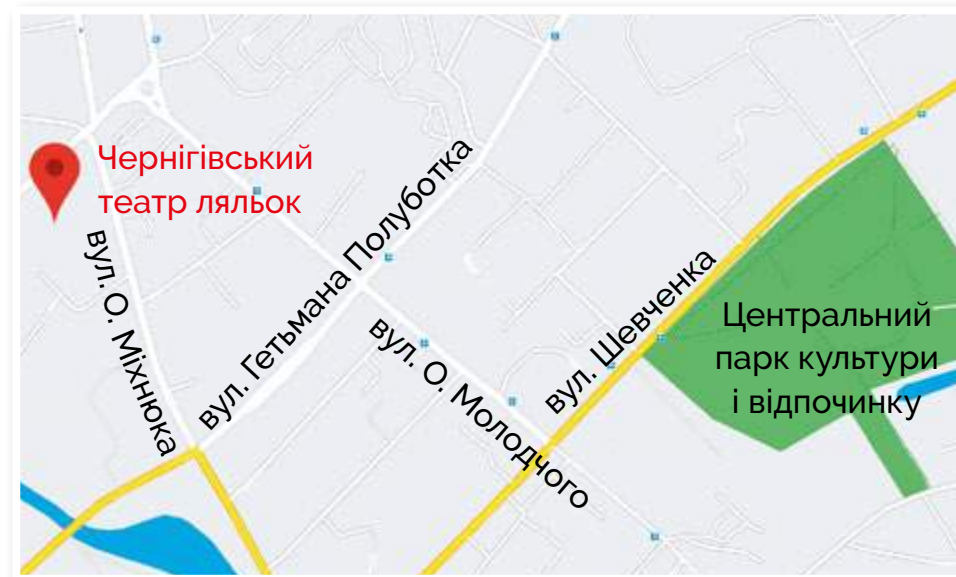 Чернігівський
театр ляльок
вул. О. Міхнюка
вул. Гетьмана Полуботка
вул. О. Молодчого
вул. Шевченка
Центральний
парк культури
і відпочинку